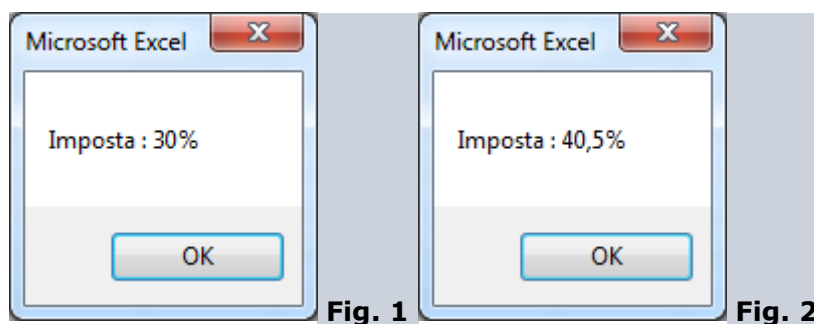 Microsoft Excel
Imposta : 30%
OK
Fig. 1
Microsoft Excel
Imposta : 40,5%
OK
Fig. 2